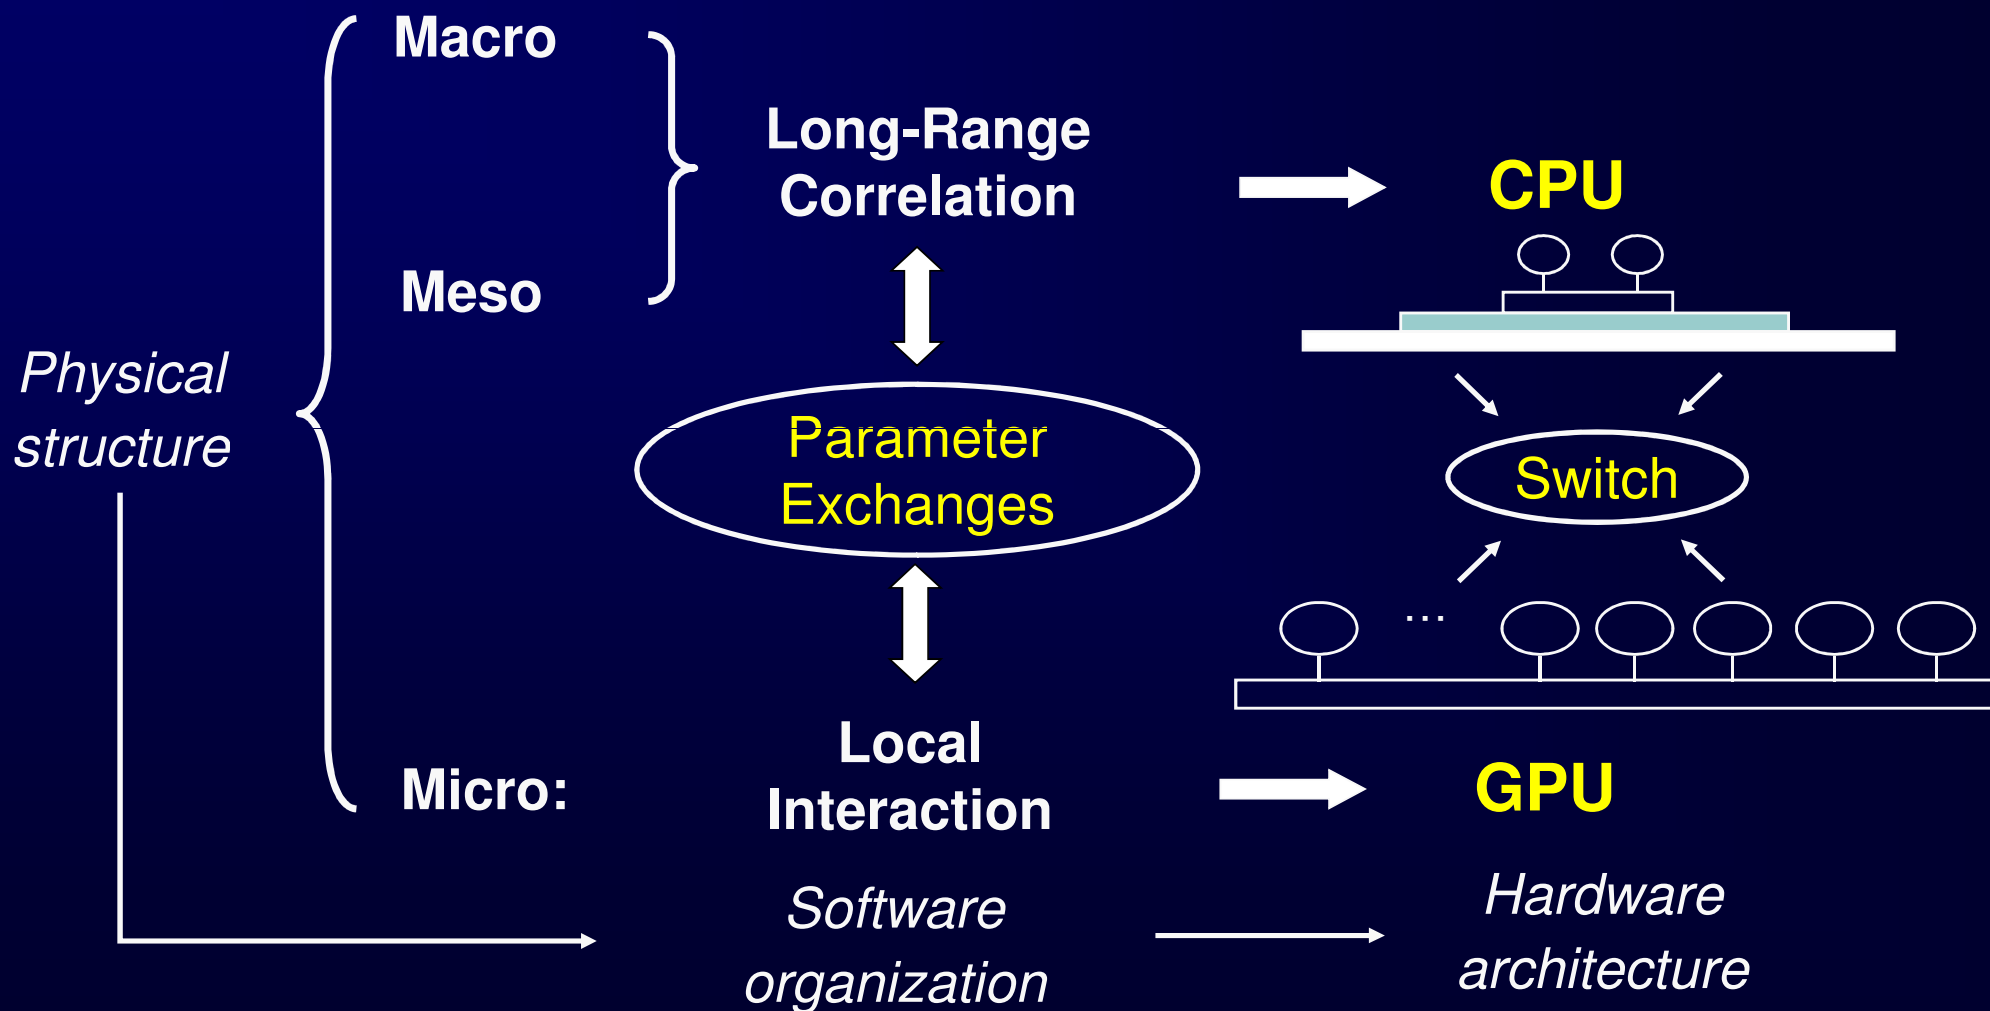 Macro
Long-Range
Correlation
CPU
Meso
Physical
structure
Parameter
Exchanges
Switch
...
Local
Interaction
Micro:
GPU
Software
organization
Hardware
architecture